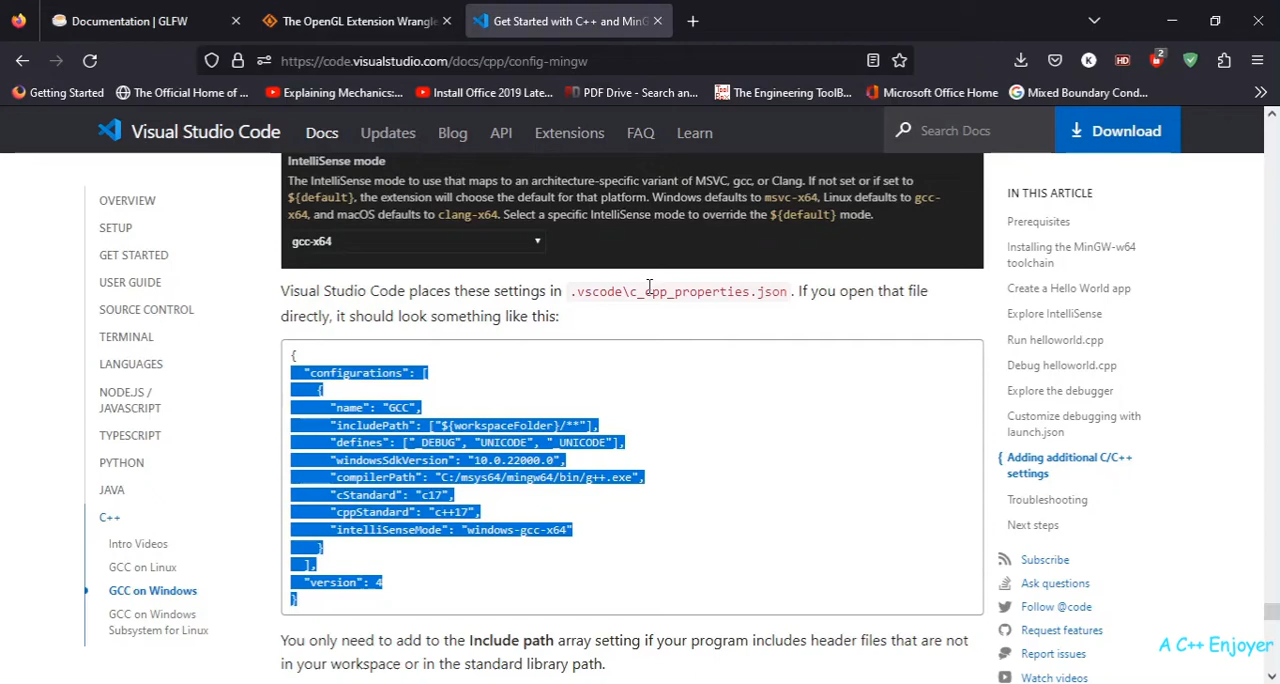 Documentation | GLFW
The OpenGL Extension Wrangle
Get Started with C++ and MinG
https://code.visualstudio.com/docs/cpp/config-mingw
2
K
HD
Getting Started
The Official Home of ...
Explaining Mechanics:...
Install Office 2019 Late...
PDF Drive - Search an...
The Engineering ToolB...
Microsoft Office Home
Mixed Boundary Cond...
Visual Studio Code
Docs
Updates
Blog
API
Extensions
FAQ
Learn
Search Docs
Download
OVERVIEW
SETUP
GET STARTED
USER GUIDE
SOURCE CONTROL
TERMINAL
LANGUAGES
NODE.JS /
JAVASCRIPT
TYPESCRIPT
PYTHON
JAVA
C++
Intro Videos
GCC on Linux
GCC on Windows
GCC on Windows
Subsystem for Linux
IntelliSense mode
The IntelliSense mode to use that maps to an architecture-specific variant of MSVC, gcc, or Clang. If not set or if set to
${default}, the extension will choose the default for that platform. Windows defaults to msvc-x64, Linux defaults to gcc-
x64, and macOS defaults to clang-x64. Select a specific IntelliSense mode to override the ${default} mode.
gcc-x64
Visual Studio Code places these settings in .vscode\c_cpp_properties.json. If you open that file
directly, it should look something like this:
{
"configurations": [
{
"name": "GCC",
"includePath": ["${workspaceFolder}/**"],
"defines": ["_DEBUG", "UNICODE", "_UNICODE"],
"windowsSdkVersion": "10.0.22000.0",
"compilerPath": "C:/msys64/mingw64/bin/g++.exe",
"cStandard": "c17",
"cppStandard": "c++17",
"intelliSenseMode": "windows-gcc-x64"
}
],
"version": 4
}
You only need to add to the Include path array setting if your program includes header files that are not
in your workspace or in the standard library path.
IN THIS ARTICLE
Prerequisites
Installing the MinGW-w64
toolchain
Create a Hello World app
Explore IntelliSense
Run helloworld.cpp
Debug helloworld.cpp
Explore the debugger
Customize debugging with
launch.json
Adding additional C/C++
settings
Troubleshooting
Next steps
Subscribe
Ask questions
Follow @code
Request features
Report issues
Watch videos
A C++ Enjoyer